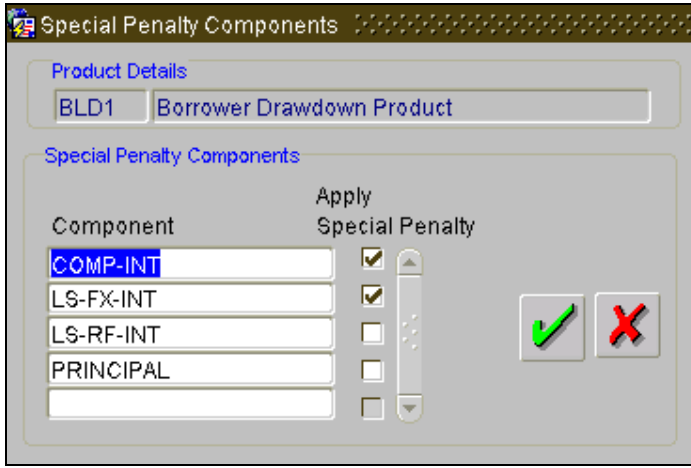 Special Penalty Components
Product Details
BLD1 Borrower Drawdown Product
Special Penalty Components
Apply
Component Special Penalty
COMP-INT
LS-FX-INT
LS-RF-INT
PRINCIPAL